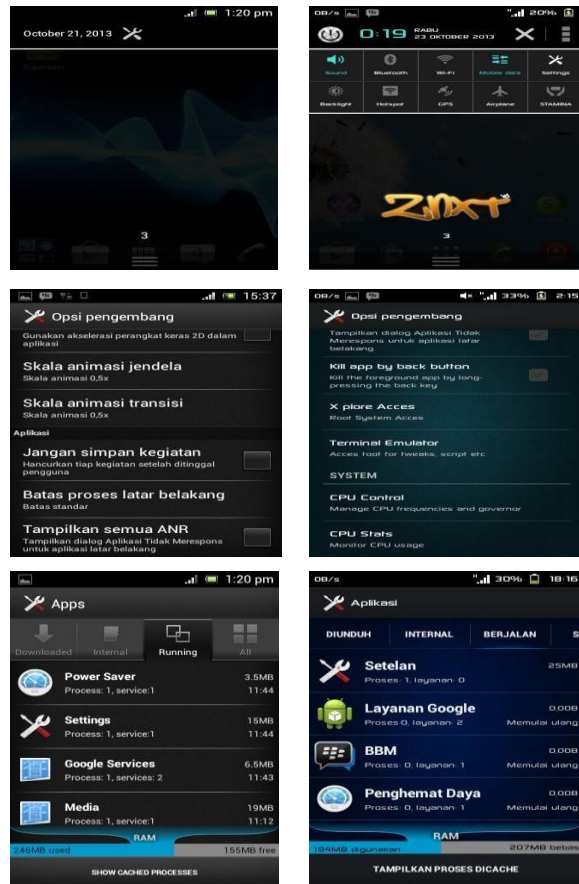 1:20 pm
October 21, 2013
3
0B/s 20%
0:19 RABU
23 OKTOBER 2013
Sound Bluetooth Wi-Fi Mobile data Settings
Backlight Hotspot GPS Airplane STAMINA
zinxt
3
15:37
Opsi pengembang
Gunakan akselerasi perangkat keras 2D dalam
aplikasi
Skala animasi jendela
Skala animasi 0,5x
Skala animasi transisi
Skala animasi 0,5x
Aplikasi
Jangan simpan kegiatan
Hancurkan tiap kegiatan setelah ditinggal
pengguna
Batas proses latar belakang
Batas standar
Tampilkan semua ANR
Tampilkan dialog Aplikasi Tidak Merespons
untuk aplikasi latar belakang
0B/s 33% 2:15
Opsi pengembang
Tampilkan dialog Aplikasi Tidak
Merespons untuk aplikasi latar
belakang
Kill app by back button
Kill the foreground app by long-
pressing the back key
X plore Acces
Root System Acces
Terminal Emulator
Acces tool for tweaks, script etc
SYSTEM
CPU Control
Manage CPU frequencies and governor
CPU Stats
Monitor CPU usage
1:20 pm
Apps
Downloaded Internal Running All
Power Saver 3.5MB
Process: 1, service:1 11:44
Settings 15MB
Process: 1, service:1 11:44
Google Services 6.5MB
Process: 1, services: 2 11:43
Media 19MB
Process: 1, service:1 11:12
RAM
246MB used 155MB free
SHOW CACHED PROCESSES
0B/s 30% 18:16
Aplikasi
DIUNDUH INTERNAL BERJALAN S
Setelan 25MB
Proses: 1, layanan: 0
Layanan Google 0,00B
Proses:0, layanan: 2 Memulai ulang
BBM 0,00B
Proses: 0, layanan: 1 Memulai ulang
Penghemat Daya 0,00B
Proses: 0, layanan: 1 Memulai ulang
RAM
194MB digunakan 207MB bebas
TAMPILKAN PROSES DICACHE